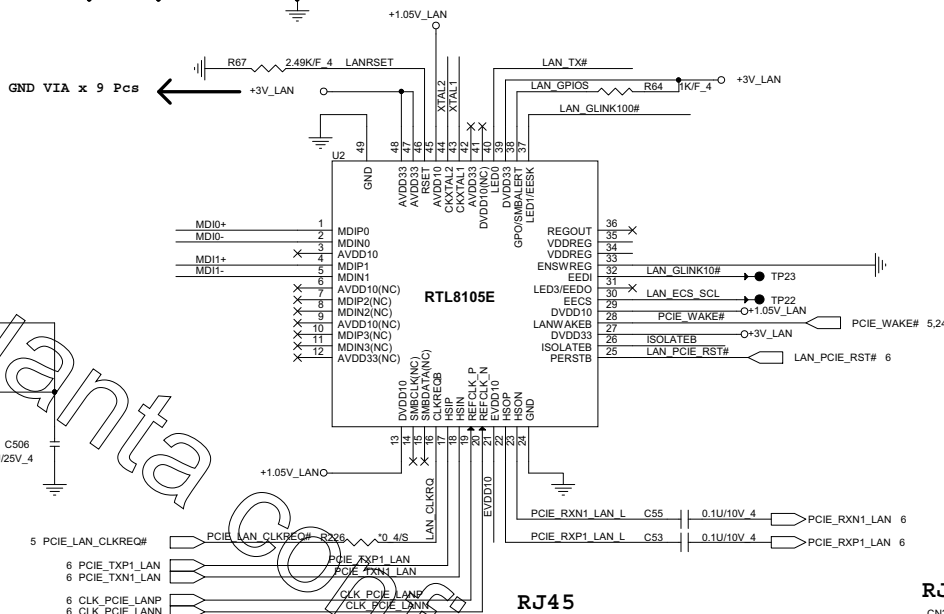 +1.05V_LAN
R67 2.49K/F_4 LANRSET
LAN_TX#
GND VIA x 9 Pcs
+3V_LAN
XTAL2
XTAL1
LAN_GPIOS R64 1K/F_4
+3V_LAN
LAN_GLINK100#
U2
49
48
47
46
45
44
43
42
41
40
39
38
37
GND
AVDD33
AVDD33
RSET
AVDD10
CKXTAL2
CKXTAL1
AVDD33
DVDD10(NC)
LED0
DVDD33
GPO/SMBALERT
LED1/EESK
MDI0+ 1 MDIP0
MDI0- 2 MDIN0
3 AVDD10
MDI1+ 4 MDIP1
MDI1- 5 MDIN1
6 AVDD10(NC)
7 MDIP2(NC)
8 MDIN2(NC)
9 AVDD10(NC)
10 MDIP3(NC)
11 MDIN3(NC)
12 AVDD33(NC)
RTL8105E
REGOUT 36
VDDREG 35
VDDREG 34
ENSWREG 33
EEDI 32 LAN_GLINK10# TP23
LED3/EEDO 31
EECS 30 LAN_ECS_SCL TP22
DVDD10 29 +1.05V_LAN
LANWAKEB 28 PCIE_WAKE# PCIE_WAKE# 5,24
DVDD33 27 +3V_LAN
ISOLATEB 26 ISOLATEB
PERSTB 25 LAN_PCIE_RST# LAN_PCIE_RST# 6
DVDD10
SMBCLK(NC)
SMBDATA(NC)
CLKREQB
HSIP
HSIN
REFCLK_P
REFCLK_N
EVDD10
HSOP
HSON
GND
13
14
15
16
17
18
19
20
21
22
23
24
C506
/25V_4
+1.05V_LAN
LAN_CLKRQ
EVDD10
PCIE_RXN1_LAN_L C55 0.1U/10V_4 PCIE_RXN1_LAN 6
PCIE_RXP1_LAN_L C53 0.1U/10V_4 PCIE_RXP1_LAN 6
5 PCIE_LAN_CLKREQ# PCIE_LAN_CLKREQ# R226 *0_4/S
6 PCIE_TXP1_LAN PCIE_TXP1_LAN
6 PCIE_TXN1_LAN PCIE_TXN1_LAN
6 CLK_PCIE_LANP CLK_PCIE_LANP
6 CLK_PCIE_LANN CLK_PCIE_LANN
RJ45
RJ